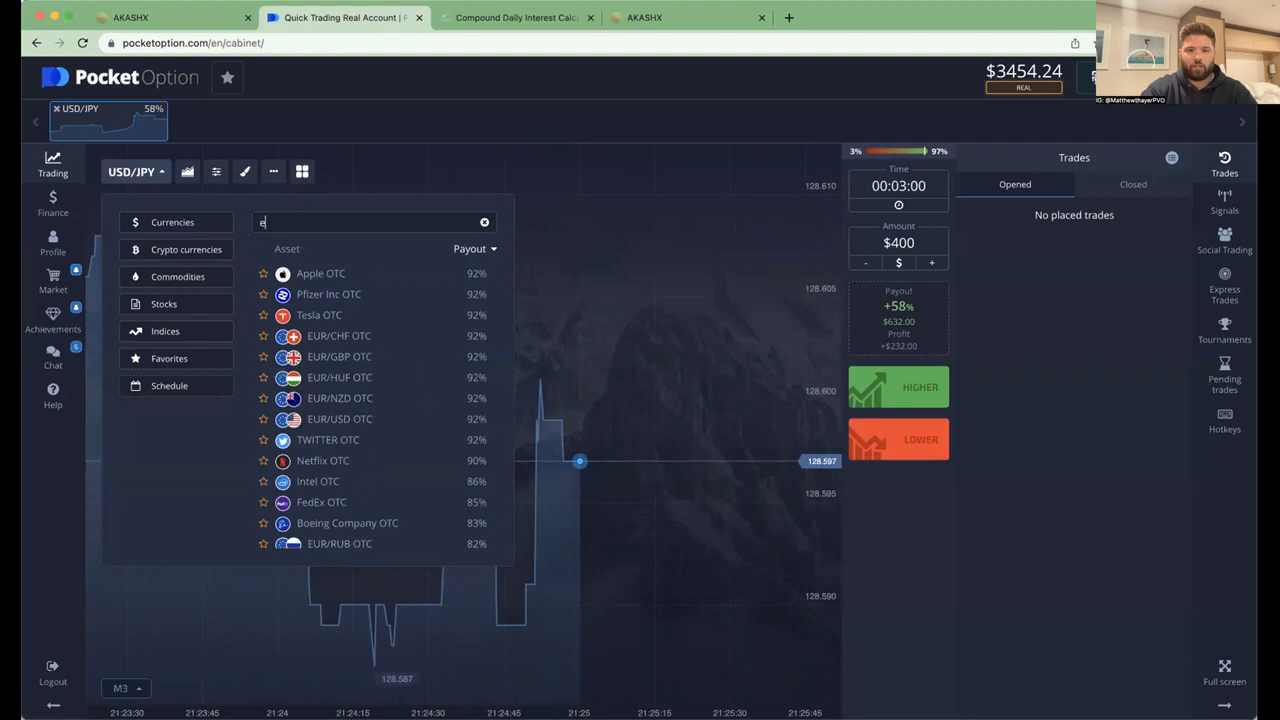 AKASHX
Quick Trading Real Account | P
Compound Daily Interest Calc
AKASHX
pocketoption.com/en/cabinet/
IG: @MatthewthayerPVO
PocketOption
$3454.24
REAL
USD/JPY 58%
Trading
Finance
Profile
Market
Achievements
Chat
6
Help
Logout
USD/JPY
Currencies
Crypto currencies
Commodities
Stocks
Indices
Favorites
Schedule
e
Asset Payout
Apple OTC 92%
Pfizer Inc OTC 92%
Tesla OTC 92%
EUR/CHF OTC 92%
EUR/GBP OTC 92%
EUR/HUF OTC 92%
EUR/NZD OTC 92%
EUR/USD OTC 92%
TWITTER OTC 92%
Netflix OTC 90%
Intel OTC 86%
FedEx OTC 85%
Boeing Company OTC 83%
EUR/RUB OTC 82%
128.610
128.605
128.600
128.597
128.595
128.590
128.587
M3
21:23:30 21:23:45 21:24 21:24:15 21:24:30 21:24:45 21:25 21:25:15 21:25:30 21:25:45
3% 97%
Time
00:03:00
Amount
$400
- $ +
Payout
+58%
$632.00
Profit
+$232.00
HIGHER
LOWER
Trades
Opened Closed
No placed trades
Trades
Signals
Social Trading
Express
Trades
Tournaments
Pending
trades
Hotkeys
Full screen